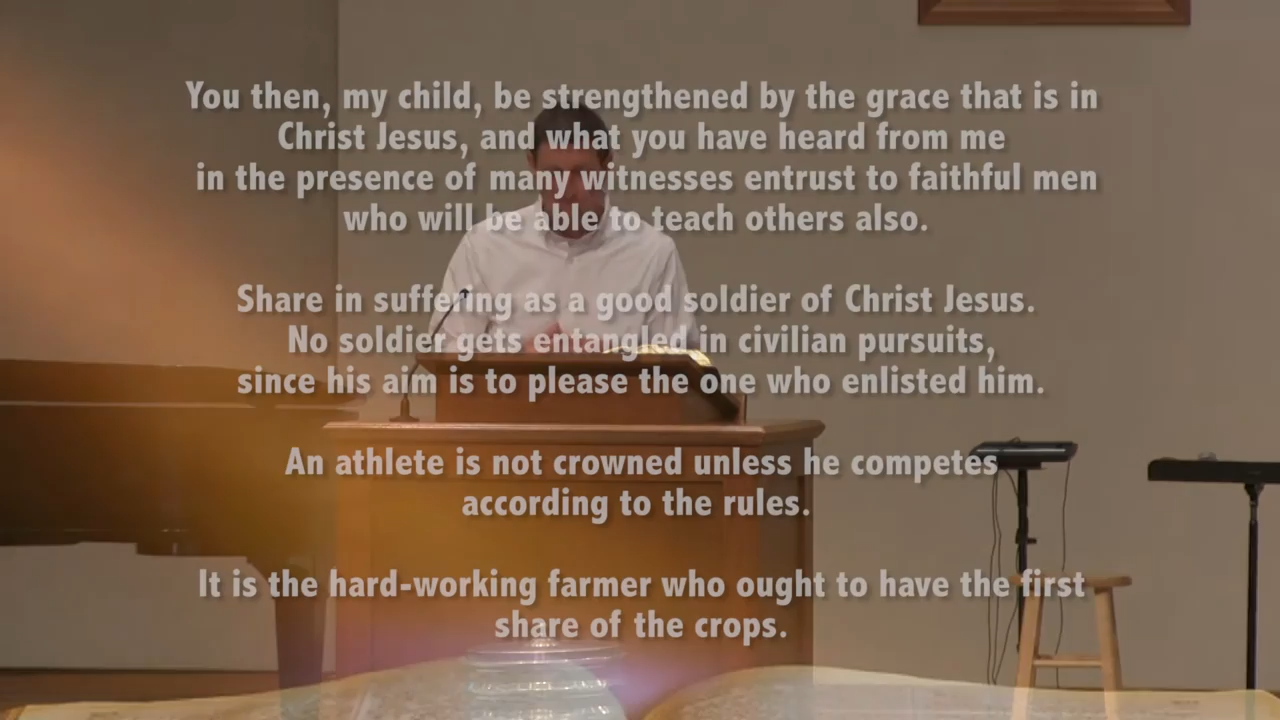 You then, my child, be strengthened by the grace that is in
Christ Jesus, and what you have heard from me
in the presence of many witnesses entrust to faithful men
who will be able to teach others also.
Share in suffering as a good soldier of Christ Jesus.
No soldier gets entangled in civilian pursuits,
since his aim is to please the one who enlisted him.
An athlete is not crowned unless he competes
according to the rules.
It is the hard-working farmer who ought to have the first
share of the crops.